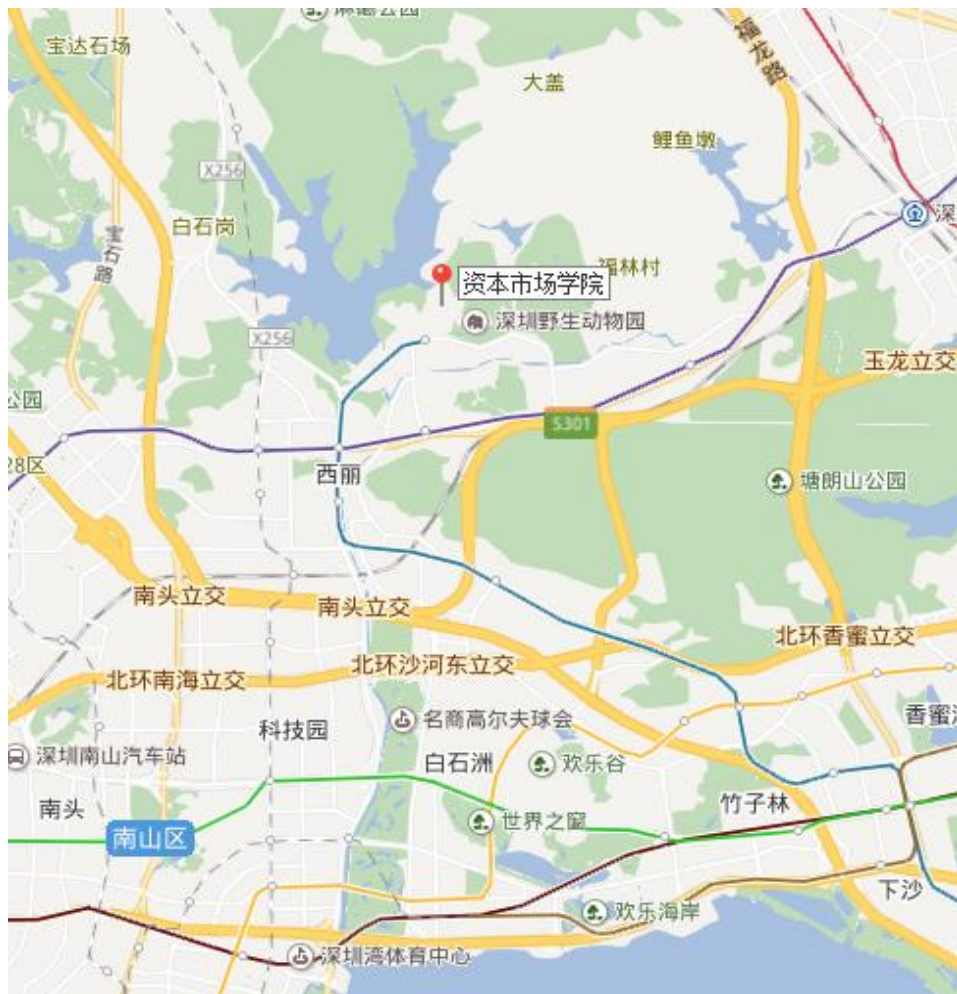 宝达石场
福龙路
大盖
鲤鱼墩
X256
白石岗
深
宝石路
福林村
资本市场学院
深圳野生动物园
X256
玉龙立交
公园
S301
28区
西丽
塘朗山公园
南头立交
南头立交
北环香蜜立交
北环沙河东立交
北环南海立交
名商高尔夫球会
香蜜
科技园
深圳南山汽车站
白石洲
欢乐谷
南头
竹子林
世界之窗
南山区
下沙
欢乐海岸
深圳湾体育中心